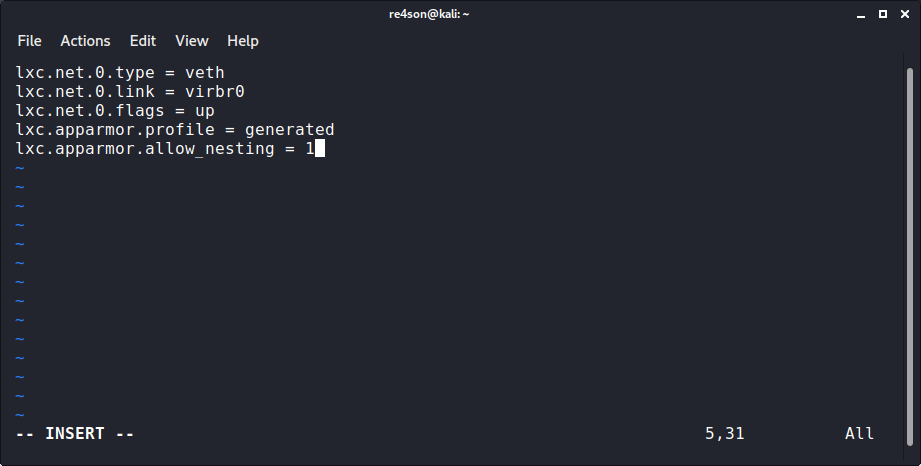 re4son@kali: ~
File Actions Edit View Help
lxc.net.0.type = veth
lxc.net.0.link = virbr0
lxc.net.0.flags = up
lxc.apparmor.profile = generated
lxc.apparmor.allow_nesting = 1
~
~
~
~
~
~
~
~
~
~
~
~
~
~
-- INSERT -- 5,31 All